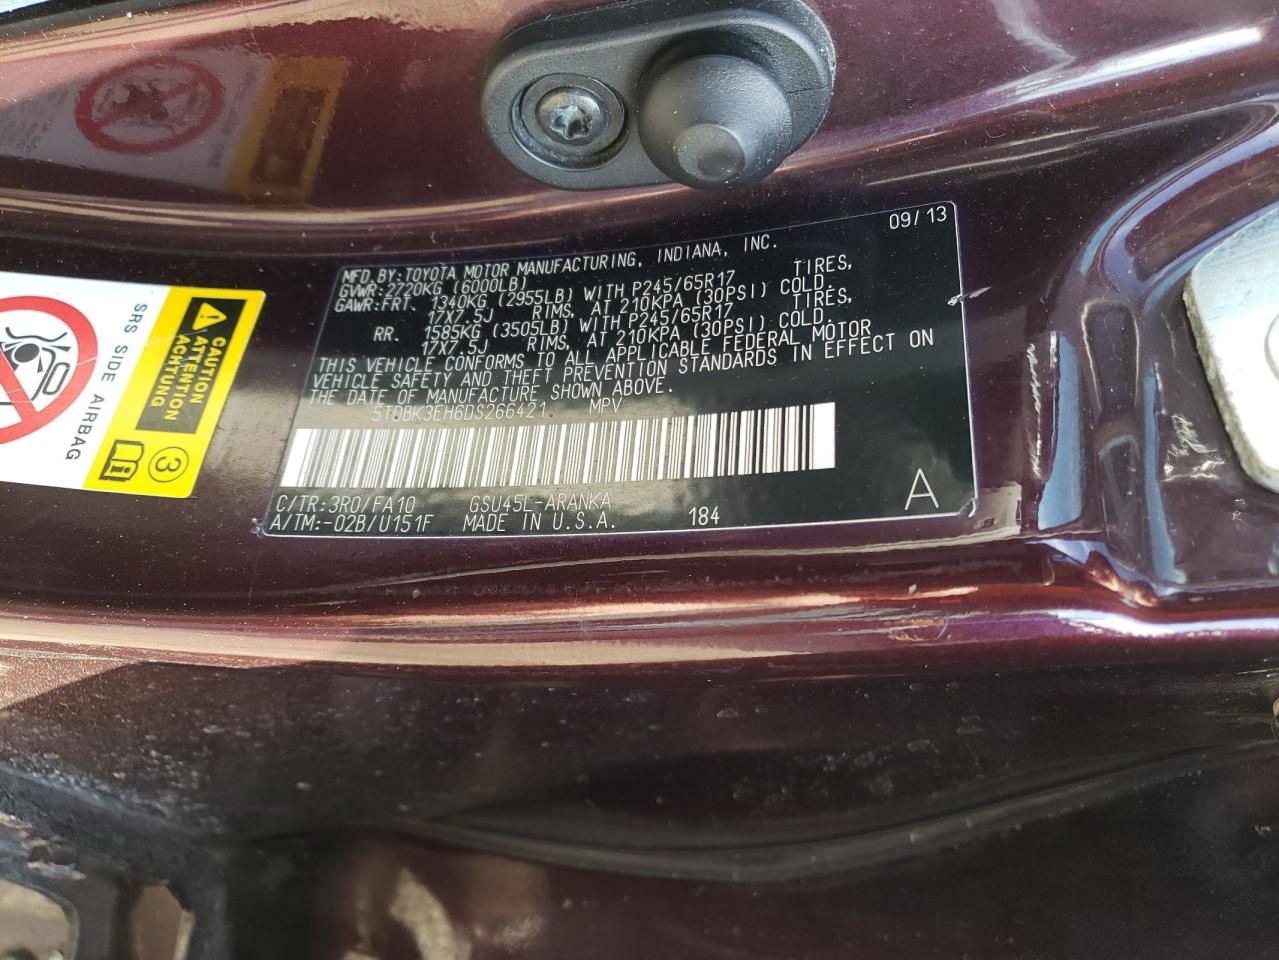 09/13
MFD.BY:TOYOTA MOTOR MANUFACTURING, INDIANA, INC.
GVWR:2720KG (6000LB)
GAWR:FRT. 1340KG (2955LB) WITH P245/65R17 TIRES,
17X7.5J RIMS, AT 210KPA (30PSI) COLD.
RR. 1585KG (3505LB) WITH P245/65R17 TIRES,
17X7.5J RIMS, AT 210KPA (30PSI) COLD.
THIS VEHICLE CONFORMS TO ALL APPLICABLE FEDERAL MOTOR
VEHICLE SAFETY AND THEFT PREVENTION STANDARDS IN EFFECT ON
THE DATE OF MANUFACTURE SHOWN ABOVE.
5TDBK3EH6DS266421 MPV
C/TR:3R0/FA10 GSU45L-ARANKA
A/TM:-02B/U151F MADE IN U.S.A. 184
A
SRS SIDE AIRBAG
CAUTION
ATTENTION
ACHTUNG
3